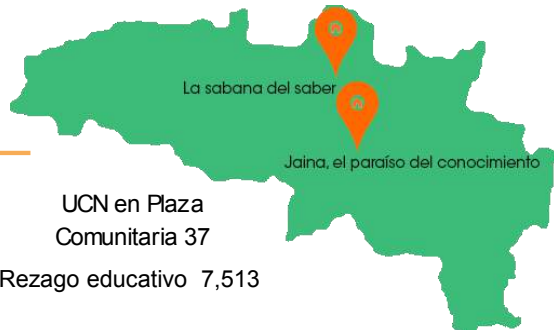 La sabana del saber
Jaina, el paraíso del conocimiento
UCN en Plaza
Comunitaria 37
Rezago educativo 7,513